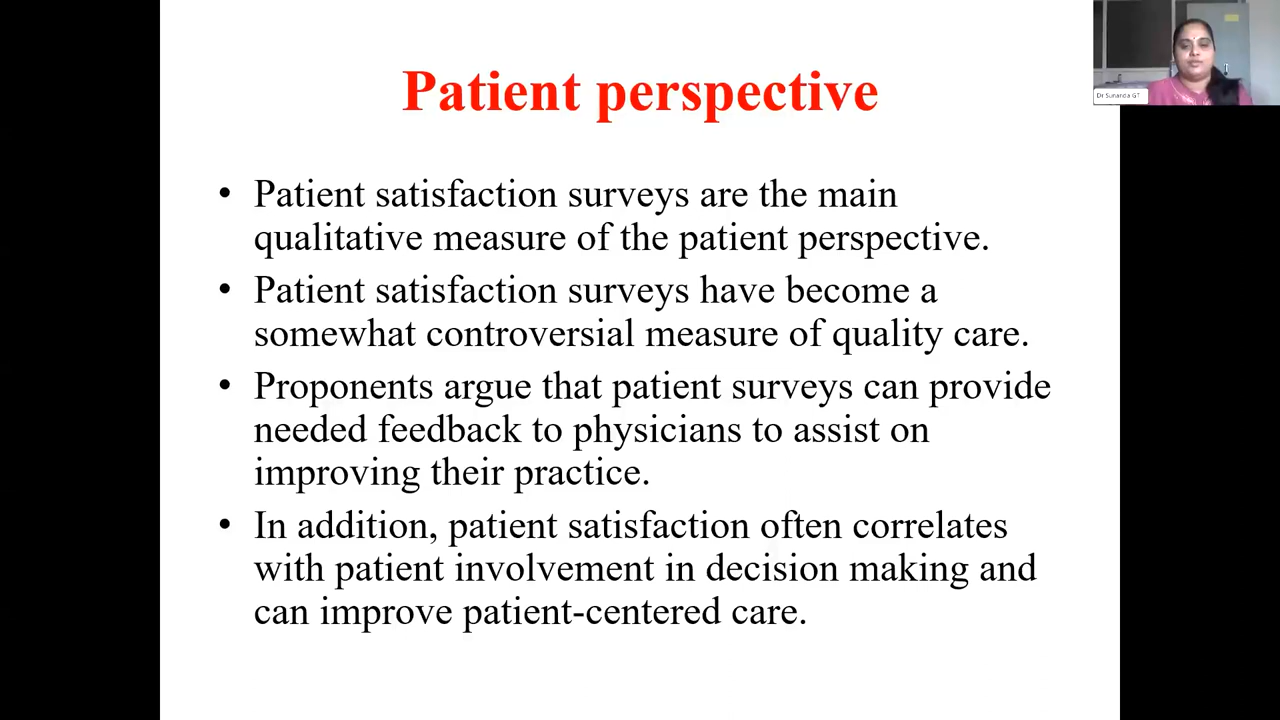 Patient perspective
• Patient satisfaction surveys are the main
qualitative measure of the patient perspective.
• Patient satisfaction surveys have become a
somewhat controversial measure of quality care.
• Proponents argue that patient surveys can provide
needed feedback to physicians to assist on
improving their practice.
• In addition, patient satisfaction often correlates
with patient involvement in decision making and
can improve patient-centered care.
Dr Sunanda GT